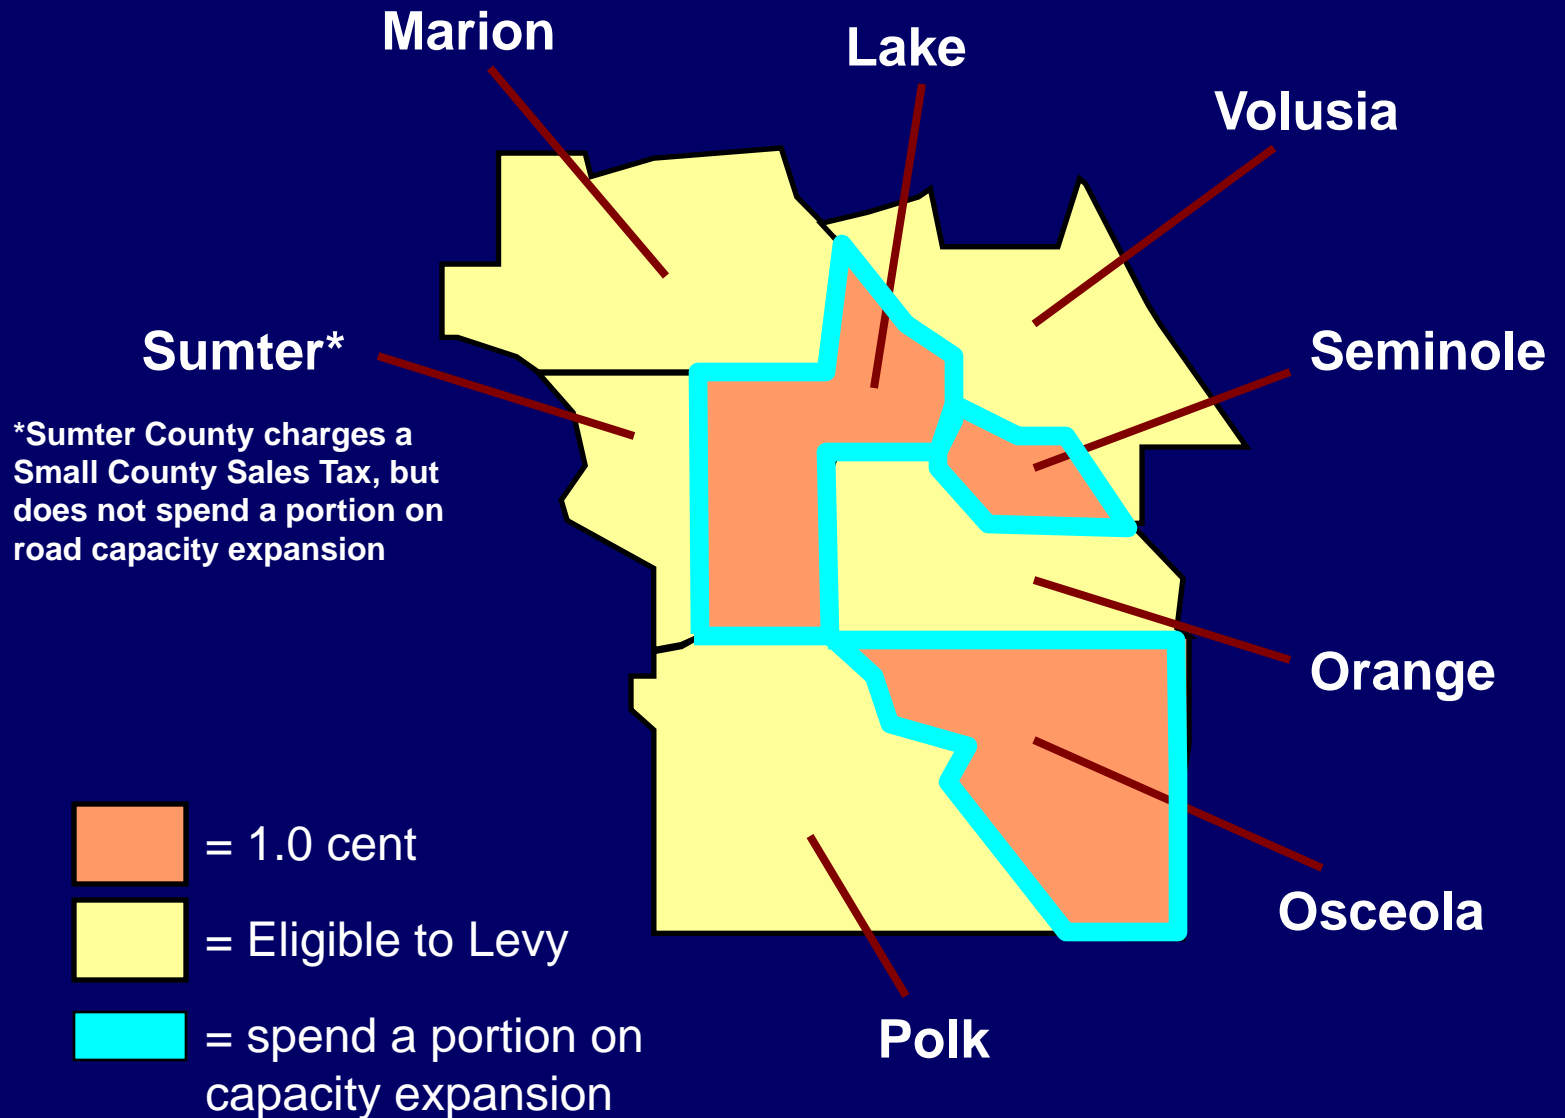 Marion
Lake
Volusia
Sumter*
Seminole
*Sumter County charges a
Small County Sales Tax, but
does not spend a portion on
road capacity expansion
Orange
Osceola
Polk
= 1.0 cent
= Eligible to Levy
= spend a portion on
capacity expansion